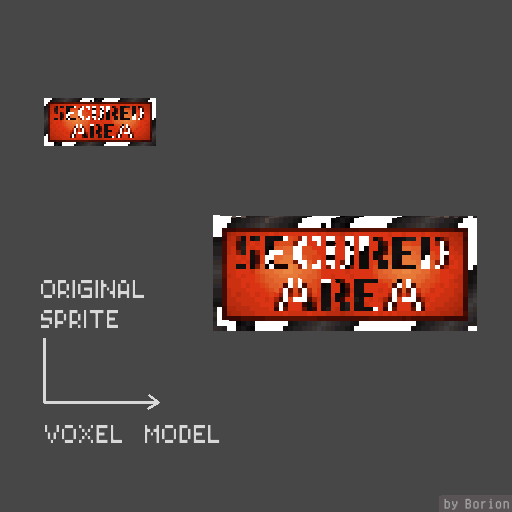 SECURED
AREA
SECURED
AREA
ORIGINAL
SPRITE
VOXEL MODEL
by Borion